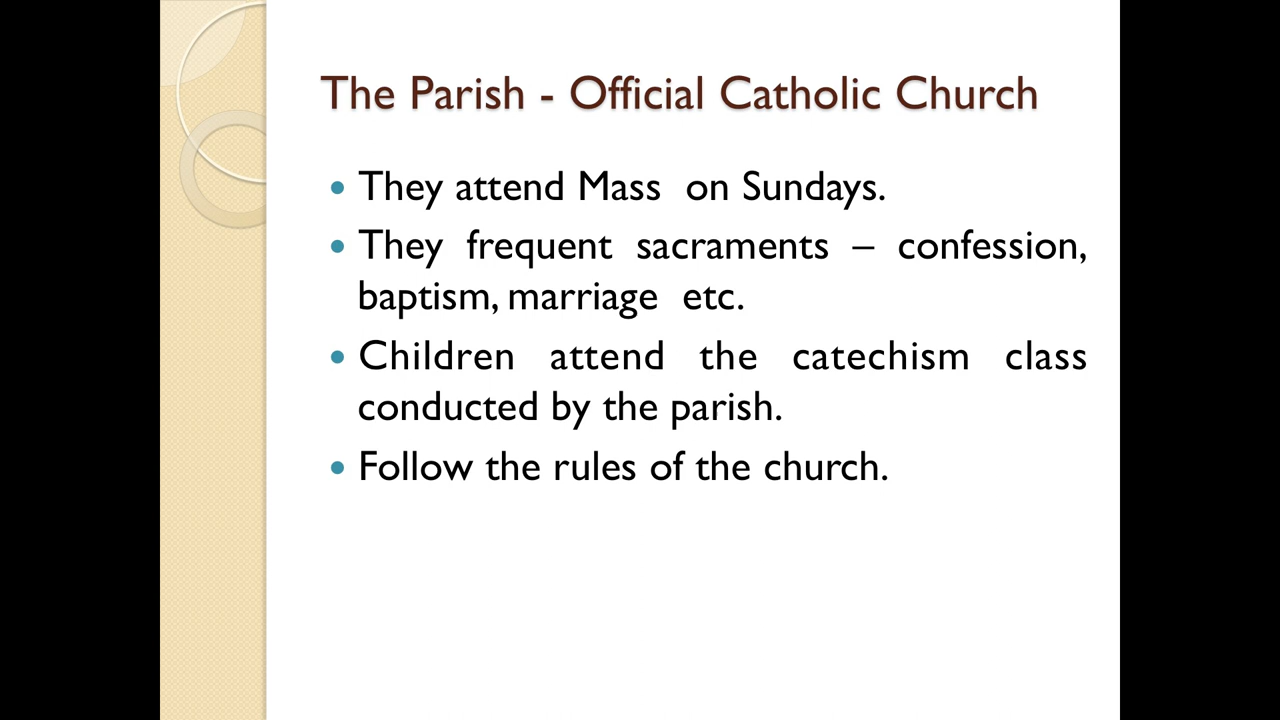 The Parish - Official Catholic Church
• They attend Mass on Sundays.
• They frequent sacraments – confession,
baptism, marriage etc.
• Children attend the catechism class
conducted by the parish.
• Follow the rules of the church.